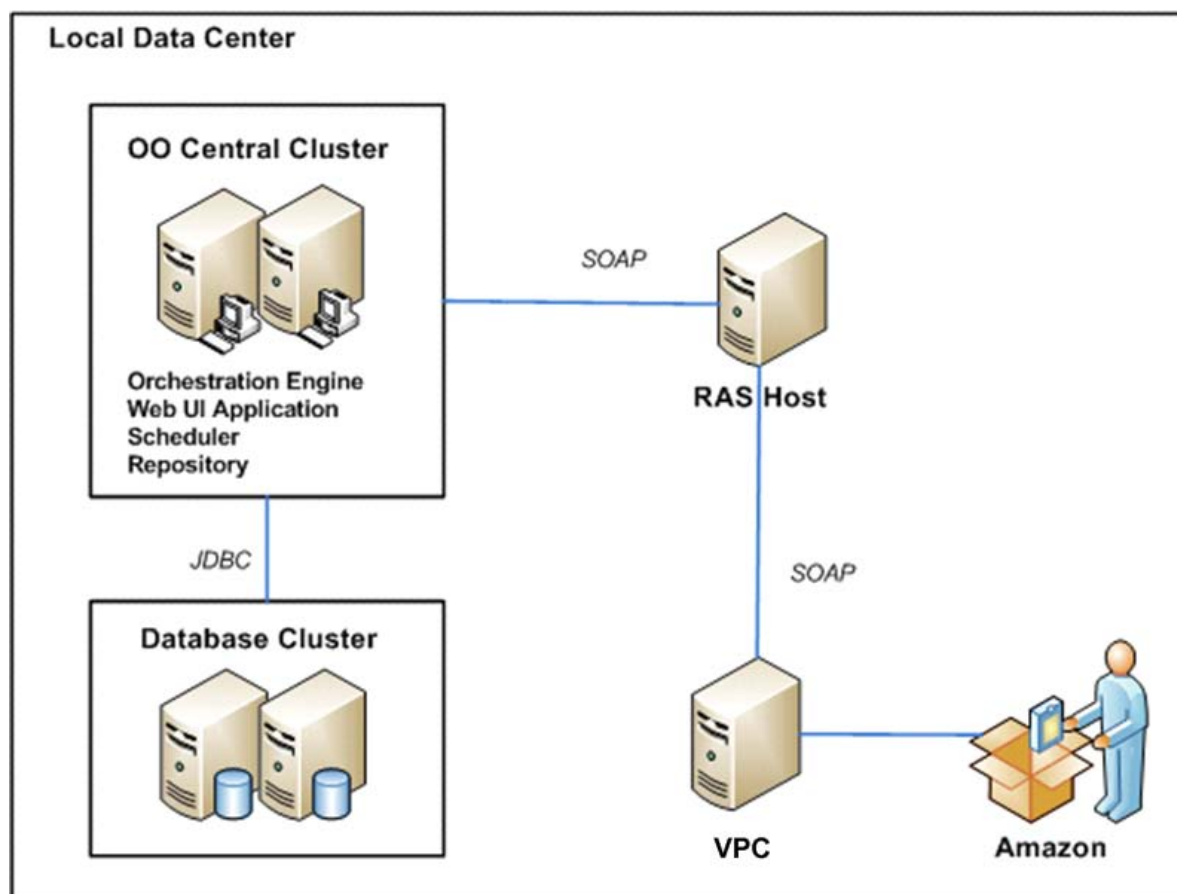 Local Data Center
OO Central Cluster
Orchestration Engine
Web UI Application
Scheduler
Repository
SOAP
RAS Host
JDBC
SOAP
Database Cluster
VPC
Amazon